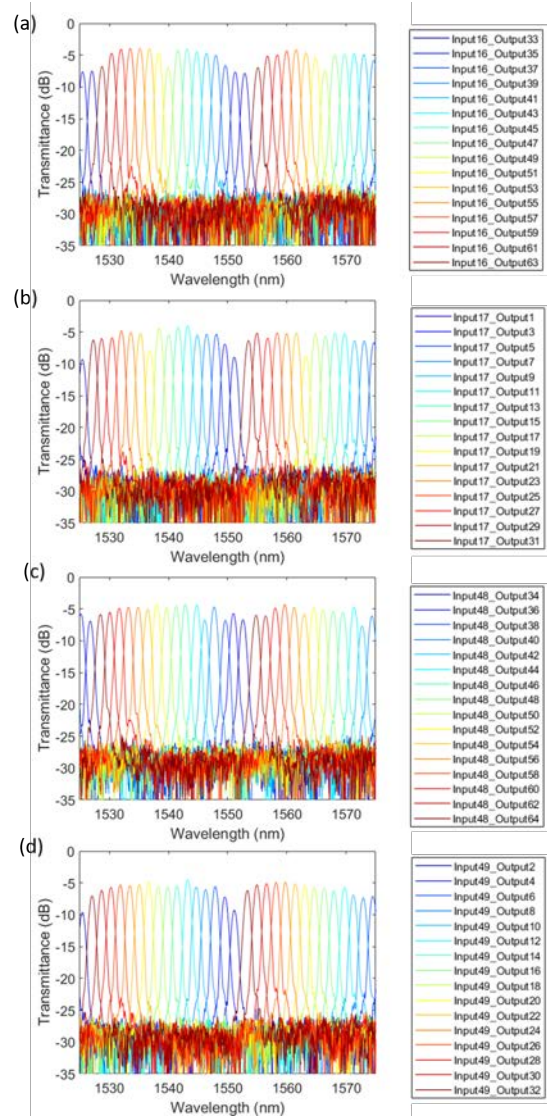 (a)
0
-5
-10
-15
-20
-25
-30
-35
Transmittance (dB)
1530 1540 1550 1560 1570
Wavelength (nm)
Input16_Output33
Input16_Output35
Input16_Output37
Input16_Output39
Input16_Output41
Input16_Output43
Input16_Output45
Input16_Output47
Input16_Output49
Input16_Output51
Input16_Output53
Input16_Output55
Input16_Output57
Input16_Output59
Input16_Output61
Input16_Output63
(b)
0
-5
-10
-15
-20
-25
-30
-35
Transmittance (dB)
1530 1540 1550 1560 1570
Wavelength (nm)
Input17_Output1
Input17_Output3
Input17_Output5
Input17_Output7
Input17_Output9
Input17_Output11
Input17_Output13
Input17_Output15
Input17_Output17
Input17_Output19
Input17_Output21
Input17_Output23
Input17_Output25
Input17_Output27
Input17_Output29
Input17_Output31
(c)
0
-5
-10
-15
-20
-25
-30
-35
Transmittance (dB)
1530 1540 1550 1560 1570
Wavelength (nm)
Input48_Output34
Input48_Output36
Input48_Output38
Input48_Output40
Input48_Output42
Input48_Output44
Input48_Output46
Input48_Output48
Input48_Output50
Input48_Output52
Input48_Output54
Input48_Output56
Input48_Output58
Input48_Output60
Input48_Output62
Input48_Output64
(d)
0
-5
-10
-15
-20
-25
-30
-35
Transmittance (dB)
1530 1540 1550 1560 1570
Wavelength (nm)
Input49_Output2
Input49_Output4
Input49_Output6
Input49_Output8
Input49_Output10
Input49_Output12
Input49_Output14
Input49_Output16
Input49_Output18
Input49_Output20
Input49_Output22
Input49_Output24
Input49_Output26
Input49_Output28
Input49_Output30
Input49_Output32